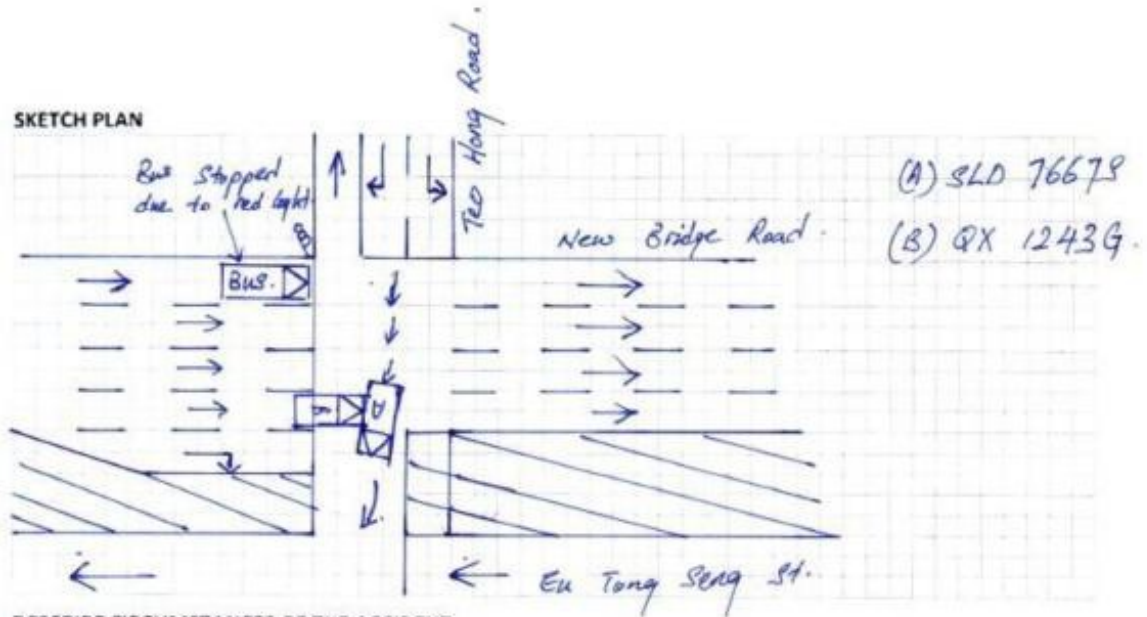 SKETCH PLAN
Teo Hong Road.
Bus Stopped
due to red light.
(A) SLD 7667S
(B) QX 1243G.
New Bridge Road.
Bus.
B
A
Eu Tong Seng St.